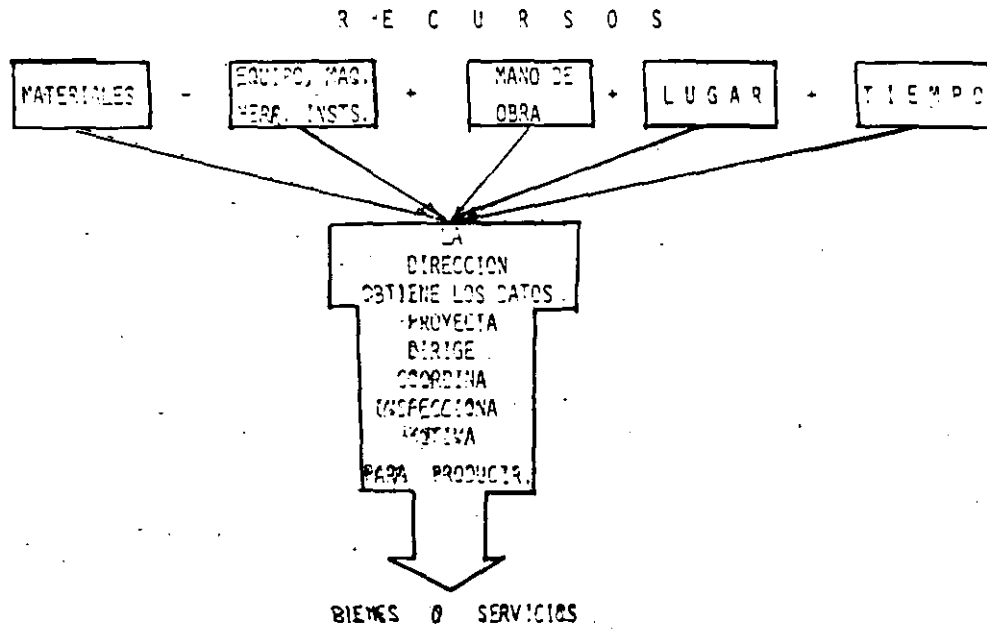 R E C U R S O S
MATERIALES - EQUIPO, MAQ. + MANO DE + L U G A R + T I E M P O
HERR. INSTS. OBRA
LA
DIRECCION
OBTIENE LOS DATOS
PROYECTA
DIRIGE
COORDINA
INSPECCIONA
MOTIVA
PARA PRODUCIR.
BIENES O SERVICIOS